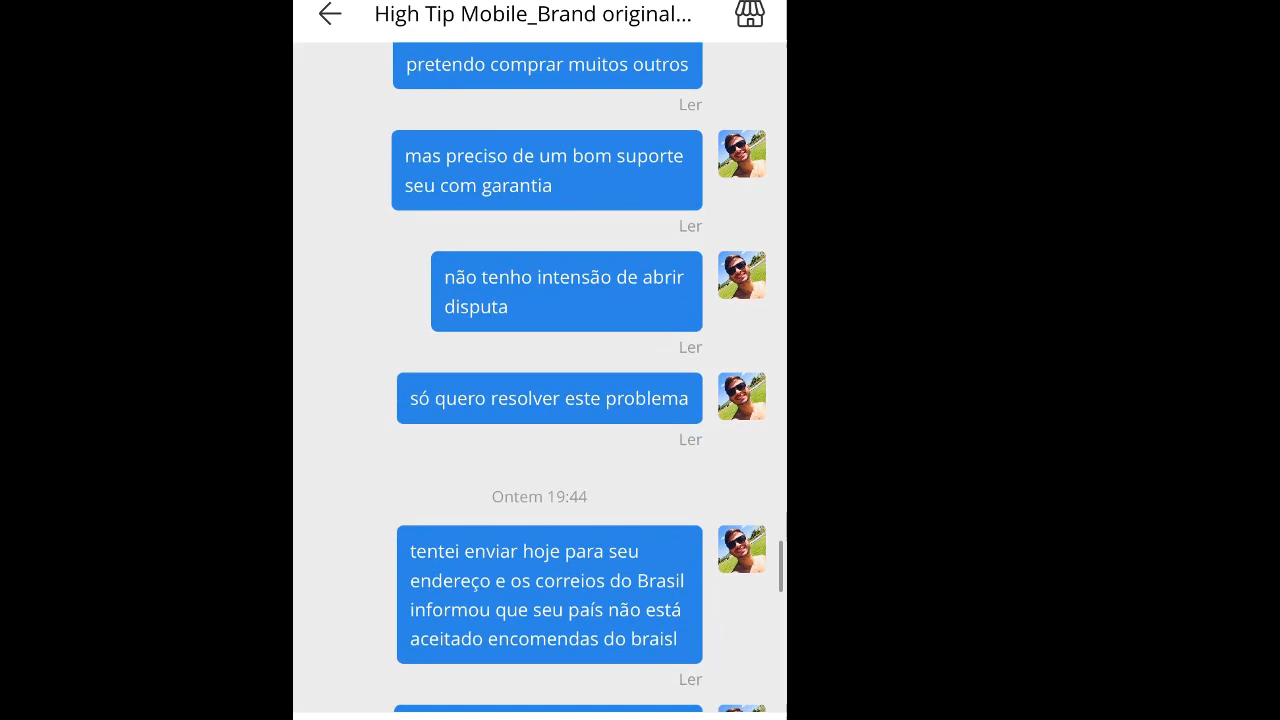 High Tip Mobile_Brand original...
pretendo comprar muitos outros
Ler
mas preciso de um bom suporte
seu com garantia
Ler
não tenho intensão de abrir
disputa
Ler
só quero resolver este problema
Ler
Ontem 19:44
tentei enviar hoje para seu
endereço e os correios do Brasil
informou que seu país não está
aceitado encomendas do braisl
Ler